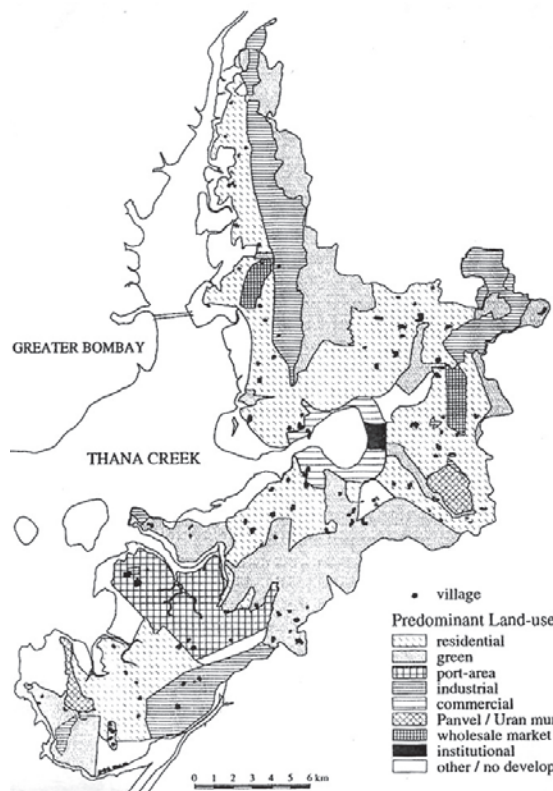 GREATER BOMBAY
THANA CREEK
village
Predominant Land-use
residential
green
port-area
industrial
commercial
Panvel / Uran mun
wholesale market
institutional
other / no develop
0 1 2 3 4 5 6 km